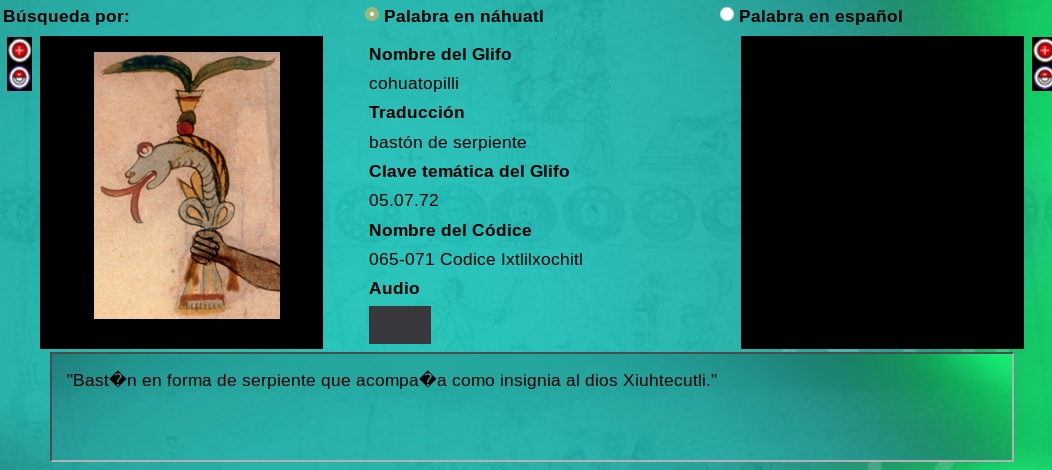 Búsqueda por:
Palabra en náhuatl
Palabra en español
Nombre del Glifo
cohuatopilli
Traducción
bastón de serpiente
Clave temática del Glifo
05.07.72
Nombre del Códice
065-071 Codice Ixtlilxochitl
Audio
"Bast�n en forma de serpiente que acompa�a como insignia al dios Xiuhtecutli."